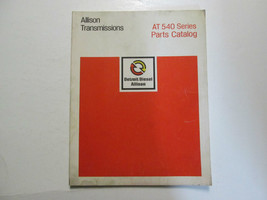 Allison
Transmissions
AT 540 Series
Parts Catalog
Detroit Diesel
Allison